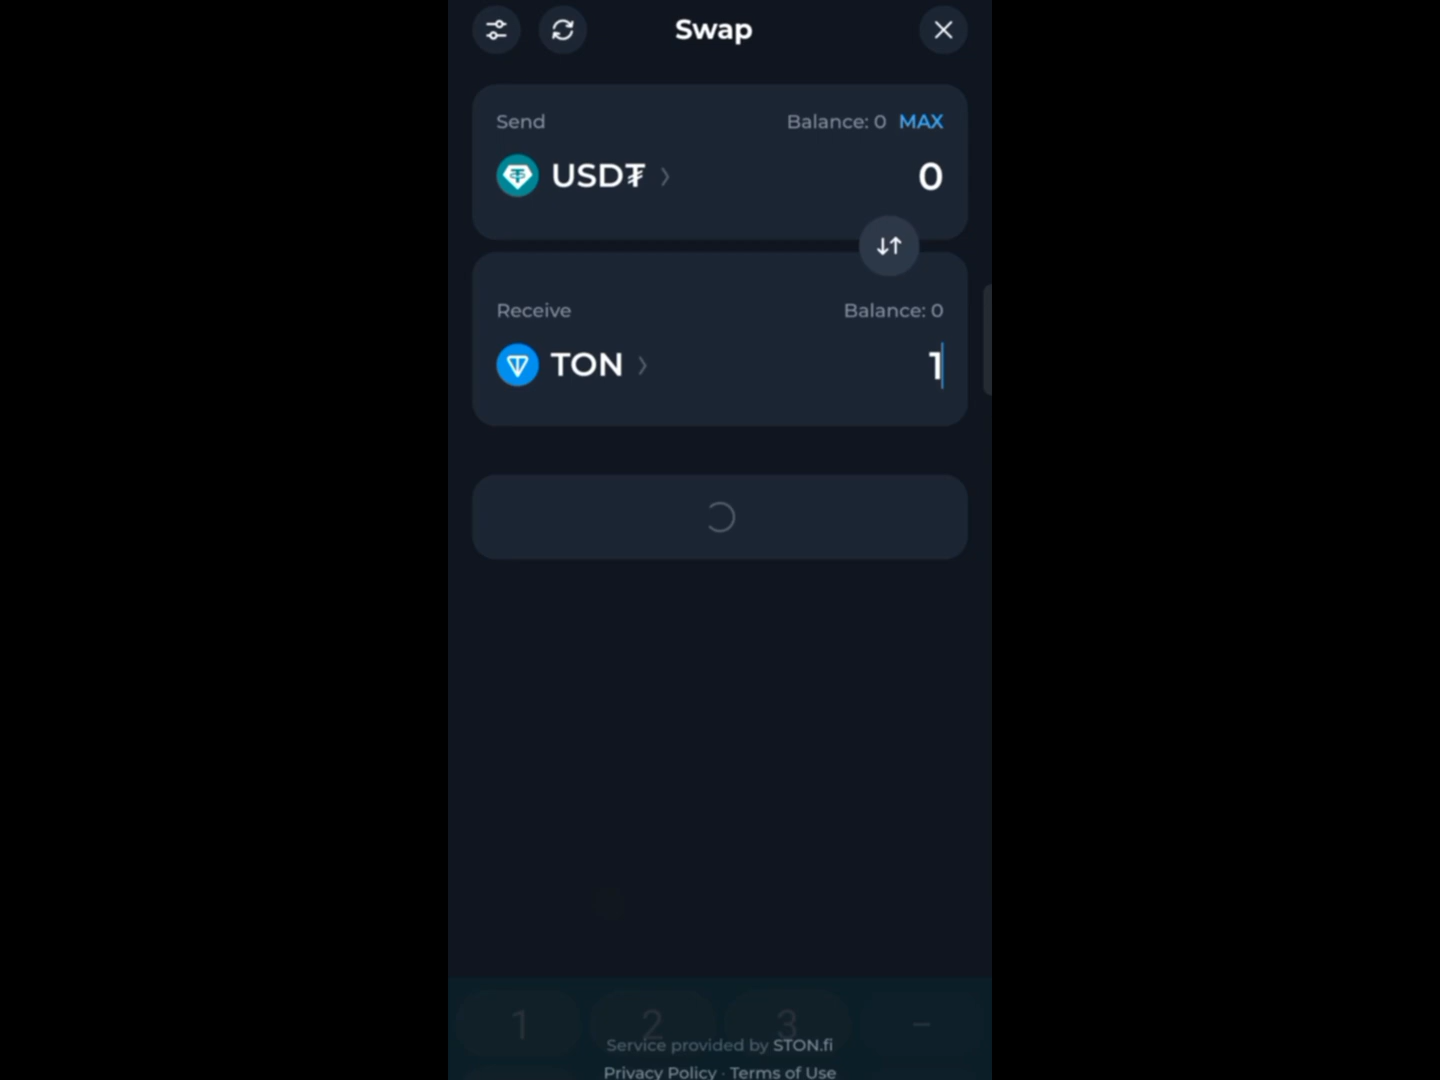 Swap
Send
Balance: 0 MAX
USD₮ 0
Receive
Balance: 0
TON 1
1 2 3 −
Service provided by STON.fi
Privacy Policy · Terms of Use